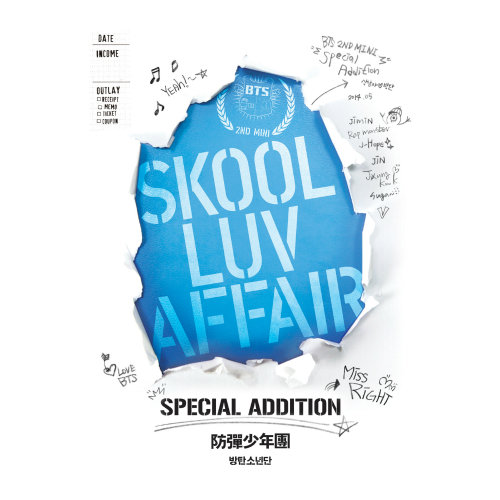 DATE
INCOME
OUTLAY
RECEIPT
MEMO
TICKET
COUPON
YEAH!~
BTS 2ND MINI
Special
Addition
2014.05
Jimin
Rap monster
J-Hope
JIN
Jungkook
Suga
BTS
2ND MINI
SKOOL
LUV
AFFAIR
LOVE
BTS
MISS
RIGHT
SPECIAL ADDITION
防彈少年團
방탄소년단